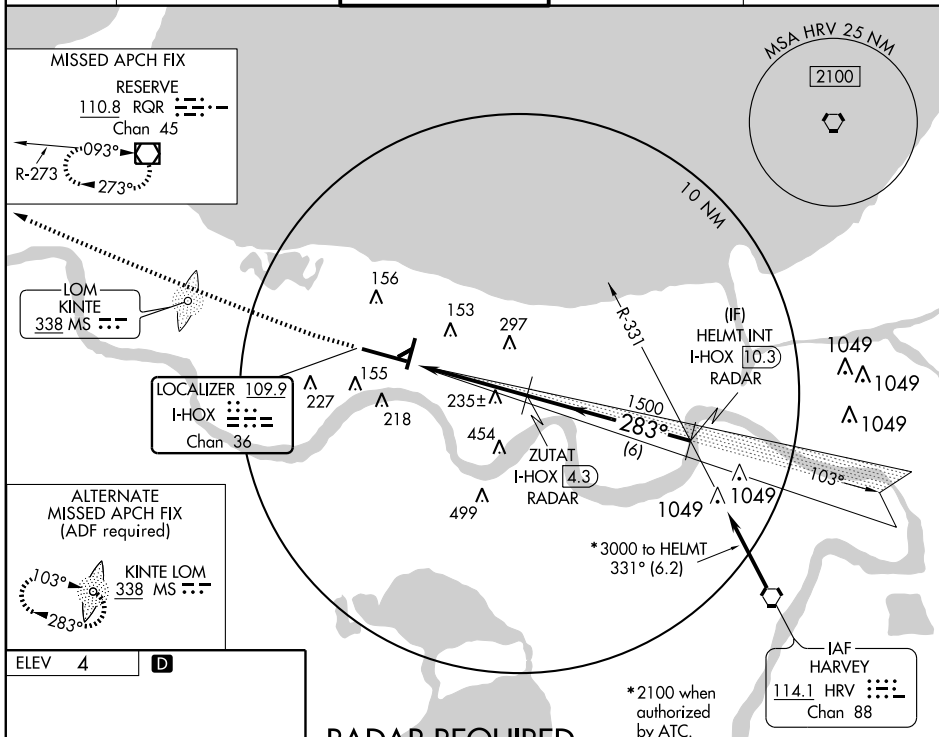 MISSED APCH FIX
RESERVE
110.8 RQR
Chan 45
093°
R-273
273°
MSA HRV 25 NM
2100
10 NM
LOM
KINTE
338 MS
156
153
297
R-331
(IF)
HELMT INT
I-HOX 10.3
RADAR
1049
1049
1049
LOCALIZER 109.9
I-HOX
Chan 36
227
155
218
235±
1500
283°
(6)
454
ZUTAT
I-HOX 4.3
RADAR
499
103°
1049
1049
*3000 to HELMT
331° (6.2)
ALTERNATE
MISSED APCH FIX
(ADF required)
103°
KINTE LOM
338 MS
283°
IAF
HARVEY
114.1 HRV
Chan 88
ELEV 4 D
*2100 when
authorized
by ATC.
RADAR REQUIRED